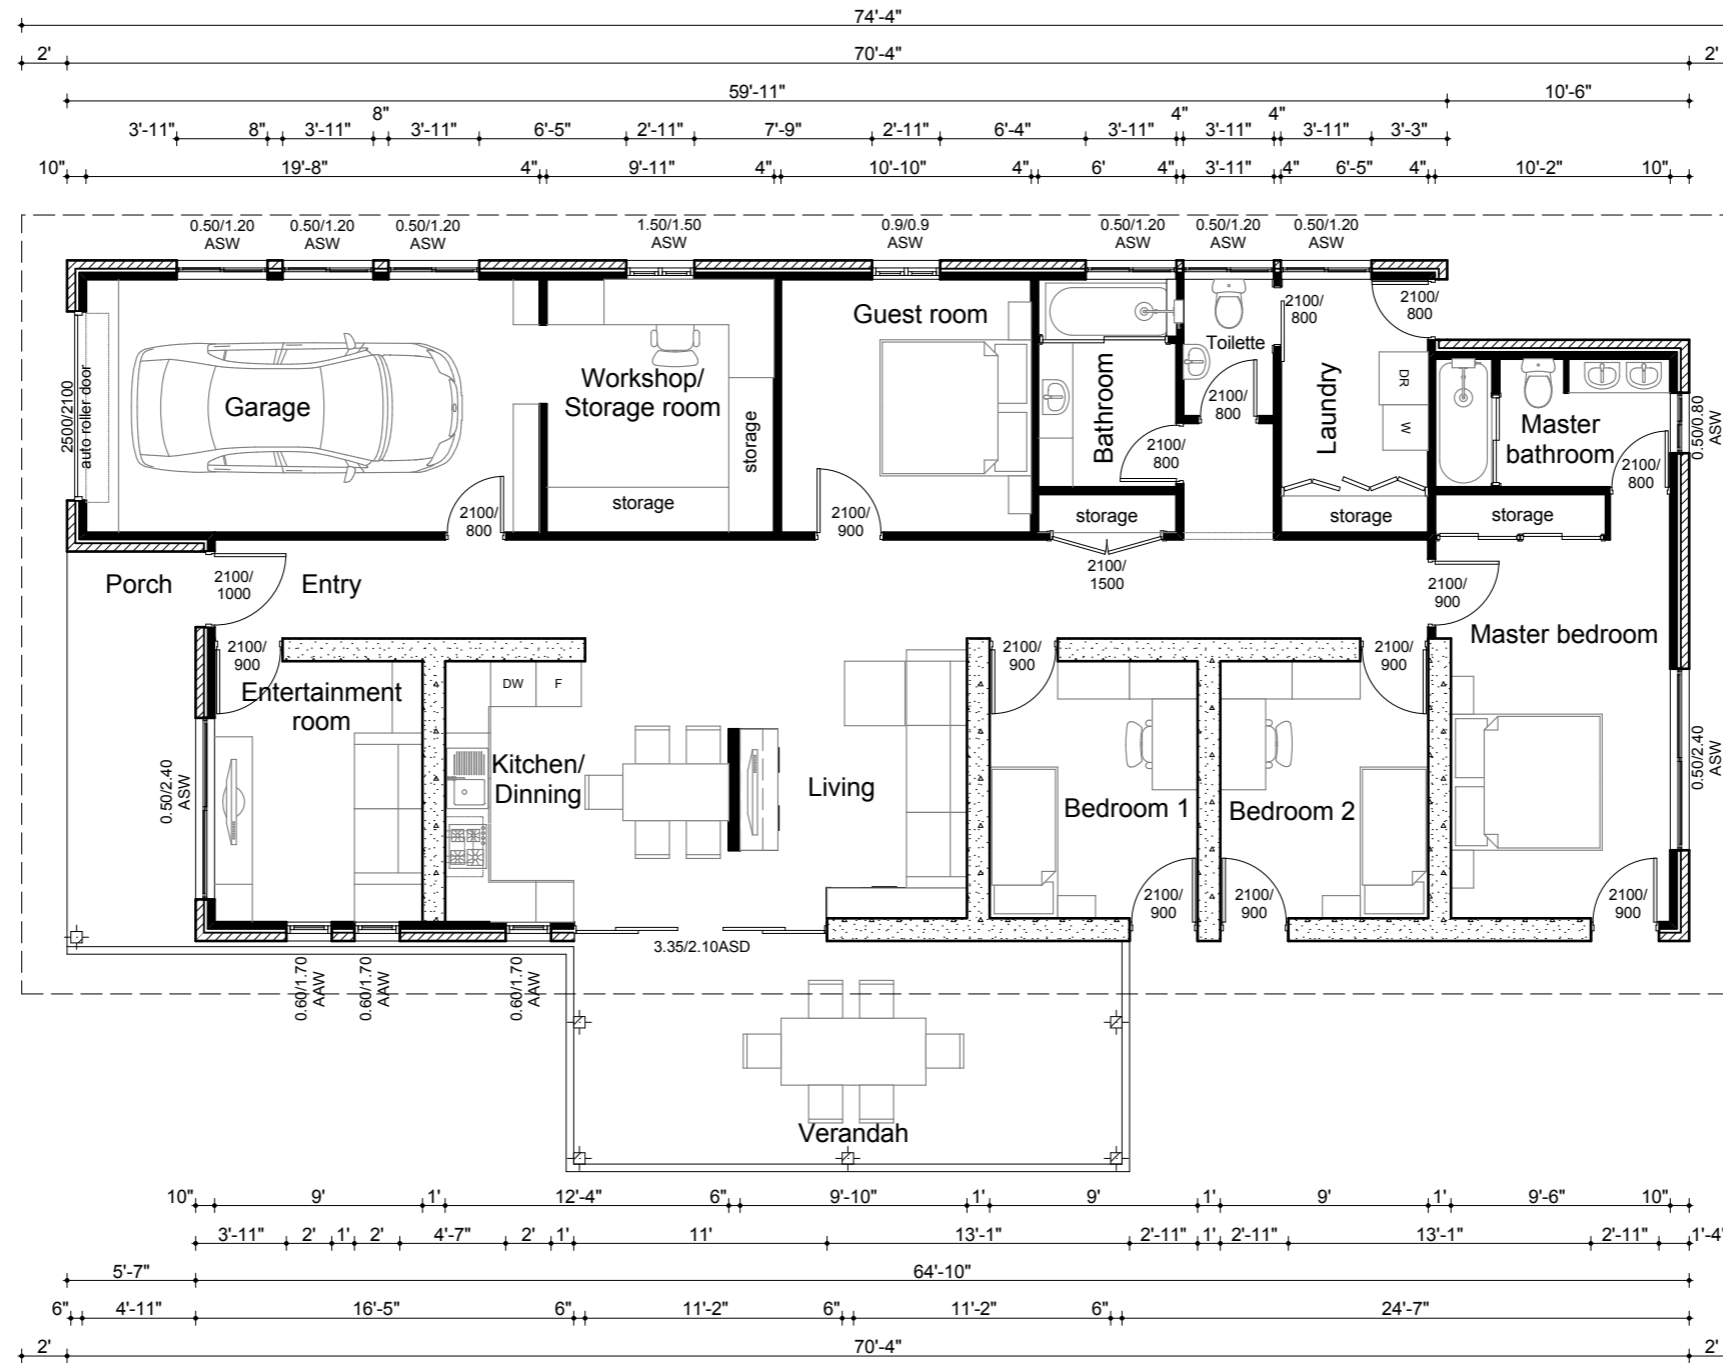 74'-4"
2' 70'-4" 2'
59'-11" 10'-6"
3'-11" 8" 3'-11" 8" 3'-11" 6'-5" 2'-11" 7'-9" 2'-11" 6'-4" 3'-11" 4" 3'-11" 4" 3'-11" 3'-3"
10" 19'-8" 4" 9'-11" 4" 10'-10" 4" 6' 4" 3'-11" 4" 6'-5" 4" 10'-2" 10"
0.50/1.20
ASW
0.50/1.20
ASW
0.50/1.20
ASW
1.50/1.50
ASW
0.9/0.9
ASW
0.50/1.20
ASW
0.50/1.20
ASW
0.50/1.20
ASW
2500/2100
auto roller door
Garage
2100/
800
Workshop/
Storage room
storage
storage
Guest room
2100/
900
Bathroom
2100/
800
storage
2100/
1500
Toilette
2100/
800
2100/
800
Laundry
DR
W
2100/
800
storage
Master
bathroom
2100/
800
0.50/0.80
ASW
storage
Porch
2100/
1000
Entry
2100/
900
Master bedroom
2100/
900
Entertainment
room
0.50/2.40
ASW
DW
F
Kitchen/
Dinning
Living
2100/
900
Bedroom 1
2100/
900
2100/
900
Bedroom 2
2100/
900
0.50/2.40
ASW
2100/
900
0.60/1.70
AAW
0.60/1.70
AAW
0.60/1.70
AAW
3.35/2.10ASD
Verandah
10" 9' 1' 12'-4" 6" 9'-10" 1' 9' 1' 9' 1' 9'-6" 10"
3'-11" 2' 1' 2' 4'-7" 2' 1' 11' 13'-1" 2'-11" 1' 2'-11" 13'-1" 2'-11" 1'-4"
5'-7" 64'-10"
6" 4'-11" 16'-5" 6" 11'-2" 6" 11'-2" 6" 24'-7"
2' 70'-4" 2'